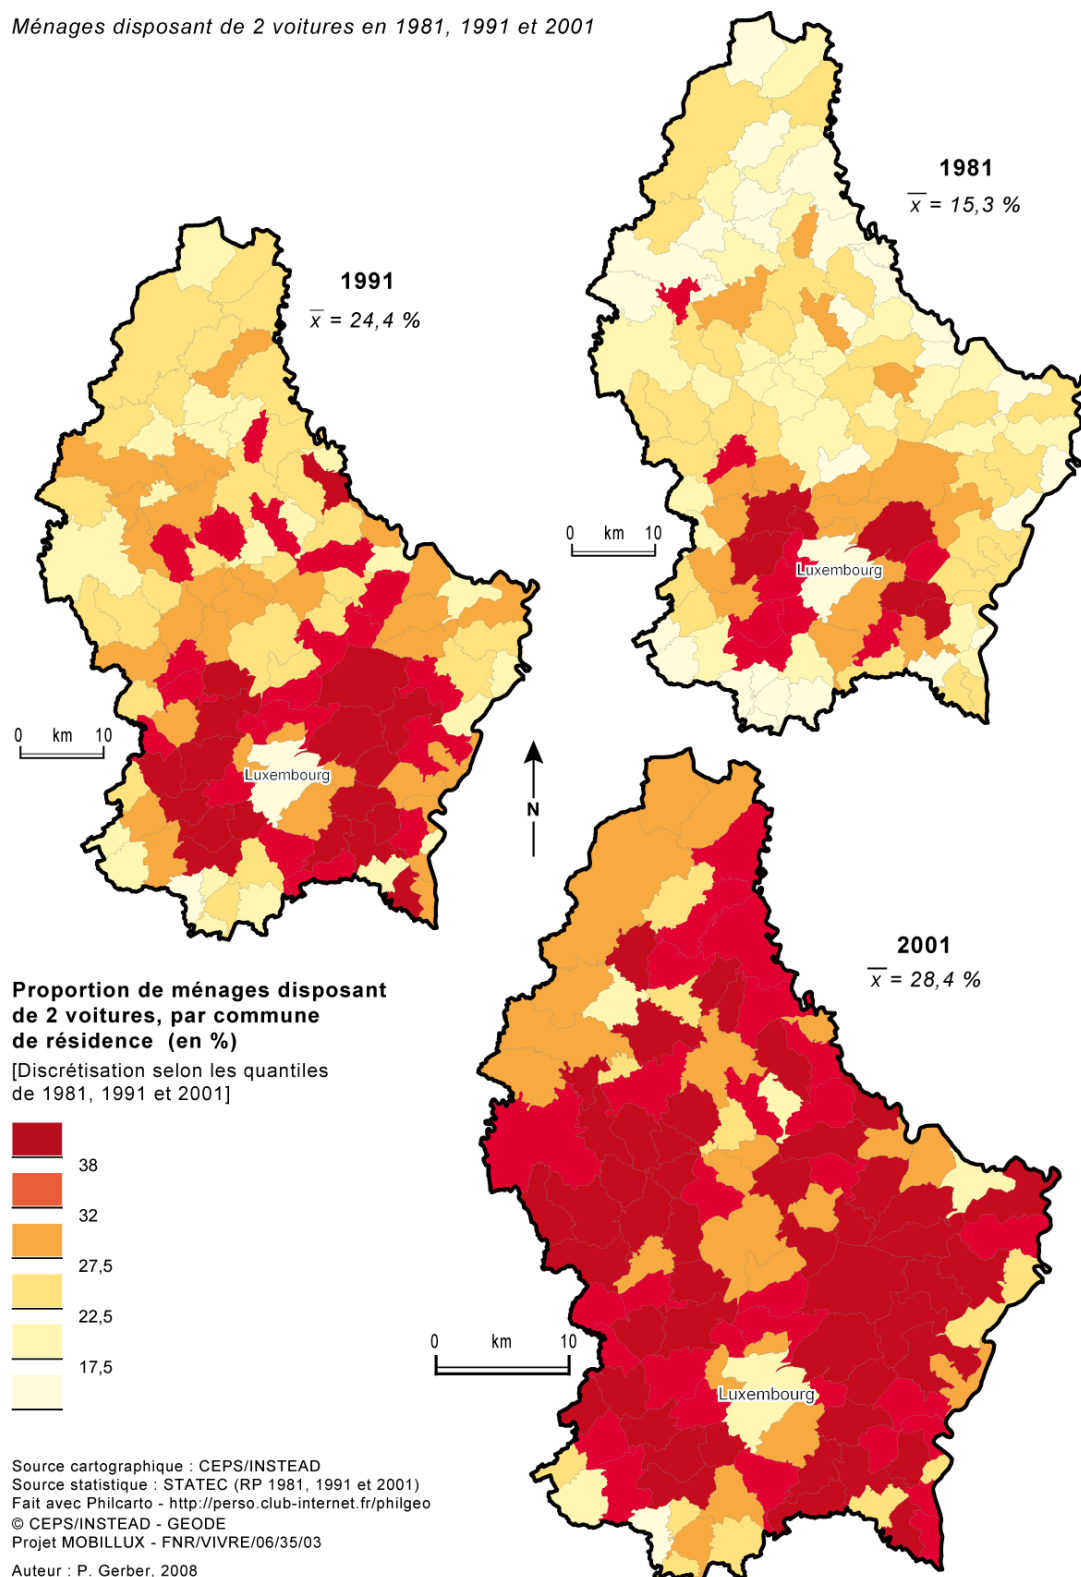 Ménages disposant de 2 voitures en 1981, 1991 et 2001
1981
x = 15,3 %
0 km 10
Luxembourg
1991
x = 24,4 %
0 km 10
Luxembourg
N
2001
x = 28,4 %
0 km 10
Luxembourg
Proportion de ménages disposant
de 2 voitures, par commune
de résidence (en %)
[Discrétisation selon les quantiles
de 1981, 1991 et 2001]
38
32
27,5
22,5
17,5
Source cartographique : CEPS/INSTEAD
Source statistique : STATEC (RP 1981, 1991 et 2001)
Fait avec Philcarto - http://perso.club-internet.fr/philgeo
© CEPS/INSTEAD - GEODE
Projet MOBILLUX - FNR/VIVRE/06/35/03
Auteur : P. Gerber, 2008